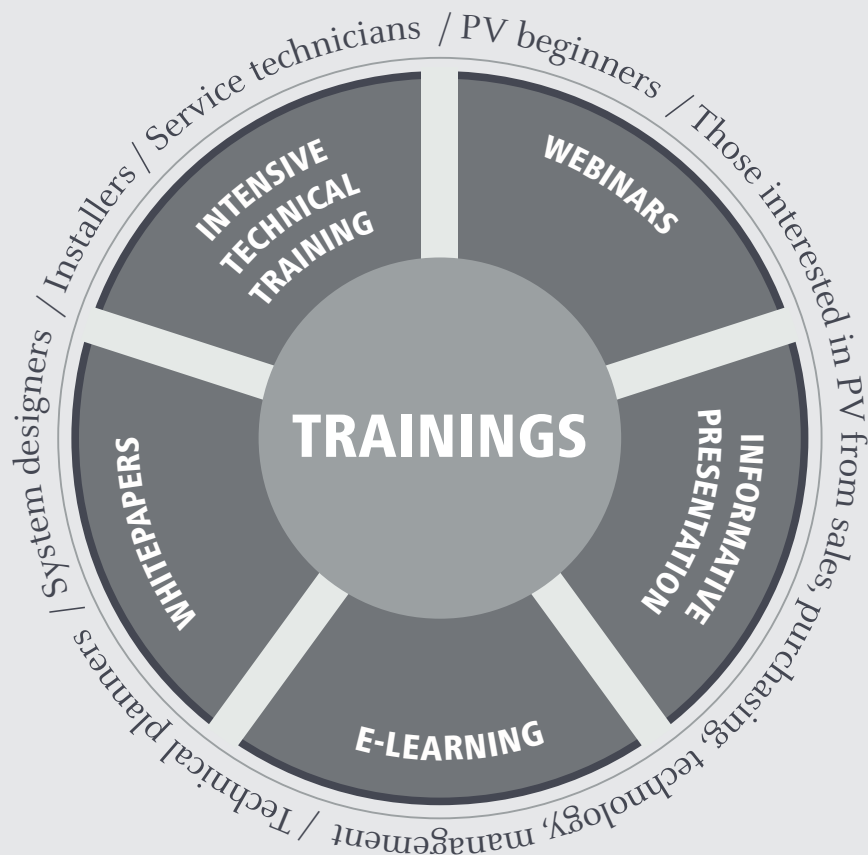 / PV beginners / Those interested in PV from sales, purchasing, technology, management / Technical planners / System designers / Installers / Service technicians
WEBINARS
INFORMATIVE
PRESENTATION
E-LEARNING
WHITEPAPERS
INTENSIVE
TECHNICAL
TRAINING
TRAININGS